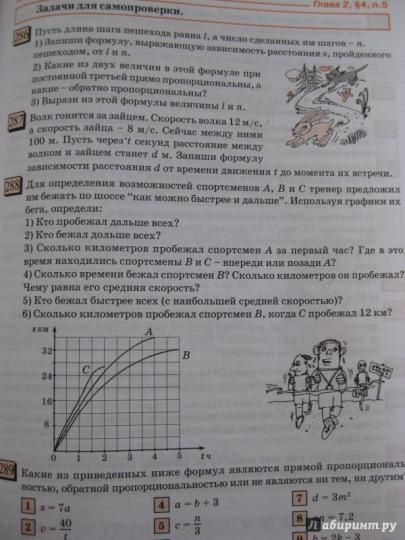 Глава 2, §4, п.5
Задачи для самопроверки.
286 Пусть длина шага пешехода равна l, а число сделанных им шагов – n.
1) Запиши формулу, выражающую зависимость расстояния s, пройденного
пешеходом, от l и n.
2) Какие из двух величин в этой формуле при
постоянной третьей прямо пропорциональны, а
какие – обратно пропорциональны?
3) Вырази из этой формулы величины l и n.
287 Волк гонится за зайцем. Скорость волка 12 м/с,
а скорость зайца – 8 м/с. Сейчас между ними
100 м. Пусть через t секунд расстояние между
волком и зайцем станет d м. Запиши формулу
зависимости расстояния d от времени движения t до момента их встречи.
288 Для определения возможностей спортсменов A, B и C тренер предложил
им бежать по шоссе "как можно быстрее и дальше". Используя графики их
бега, определи:
1) Кто пробежал дальше всех?
2) Кто бежал дольше всех?
3) Сколько километров пробежал спортсмен A за первый час? Где в это
время находились спортсмены B и C – впереди или позади A?
4) Сколько времени бежал спортсмен B? Сколько километров он пробежал?
Чему равна его средняя скорость?
5) Кто бежал быстрее всех (с наибольшей средней скоростью)?
6) Сколько километров пробежал спортсмен B, когда C пробежал 12 км?
s км
A
32
B
C
24
16
8
0 1 2 3 4 5 t ч
СТАРТ
289 Какие из приведенных ниже формул являются прямой пропорциональ-
ностью, обратной пропорциональностью или не являются ни тем, ни другим?
1 s = 7a 4 a = b + 3 7 d = 3m²
2 v = 40/t 5 c = n/3 8 = 7,2
9 = 2k – 3
Лабиринт.ру